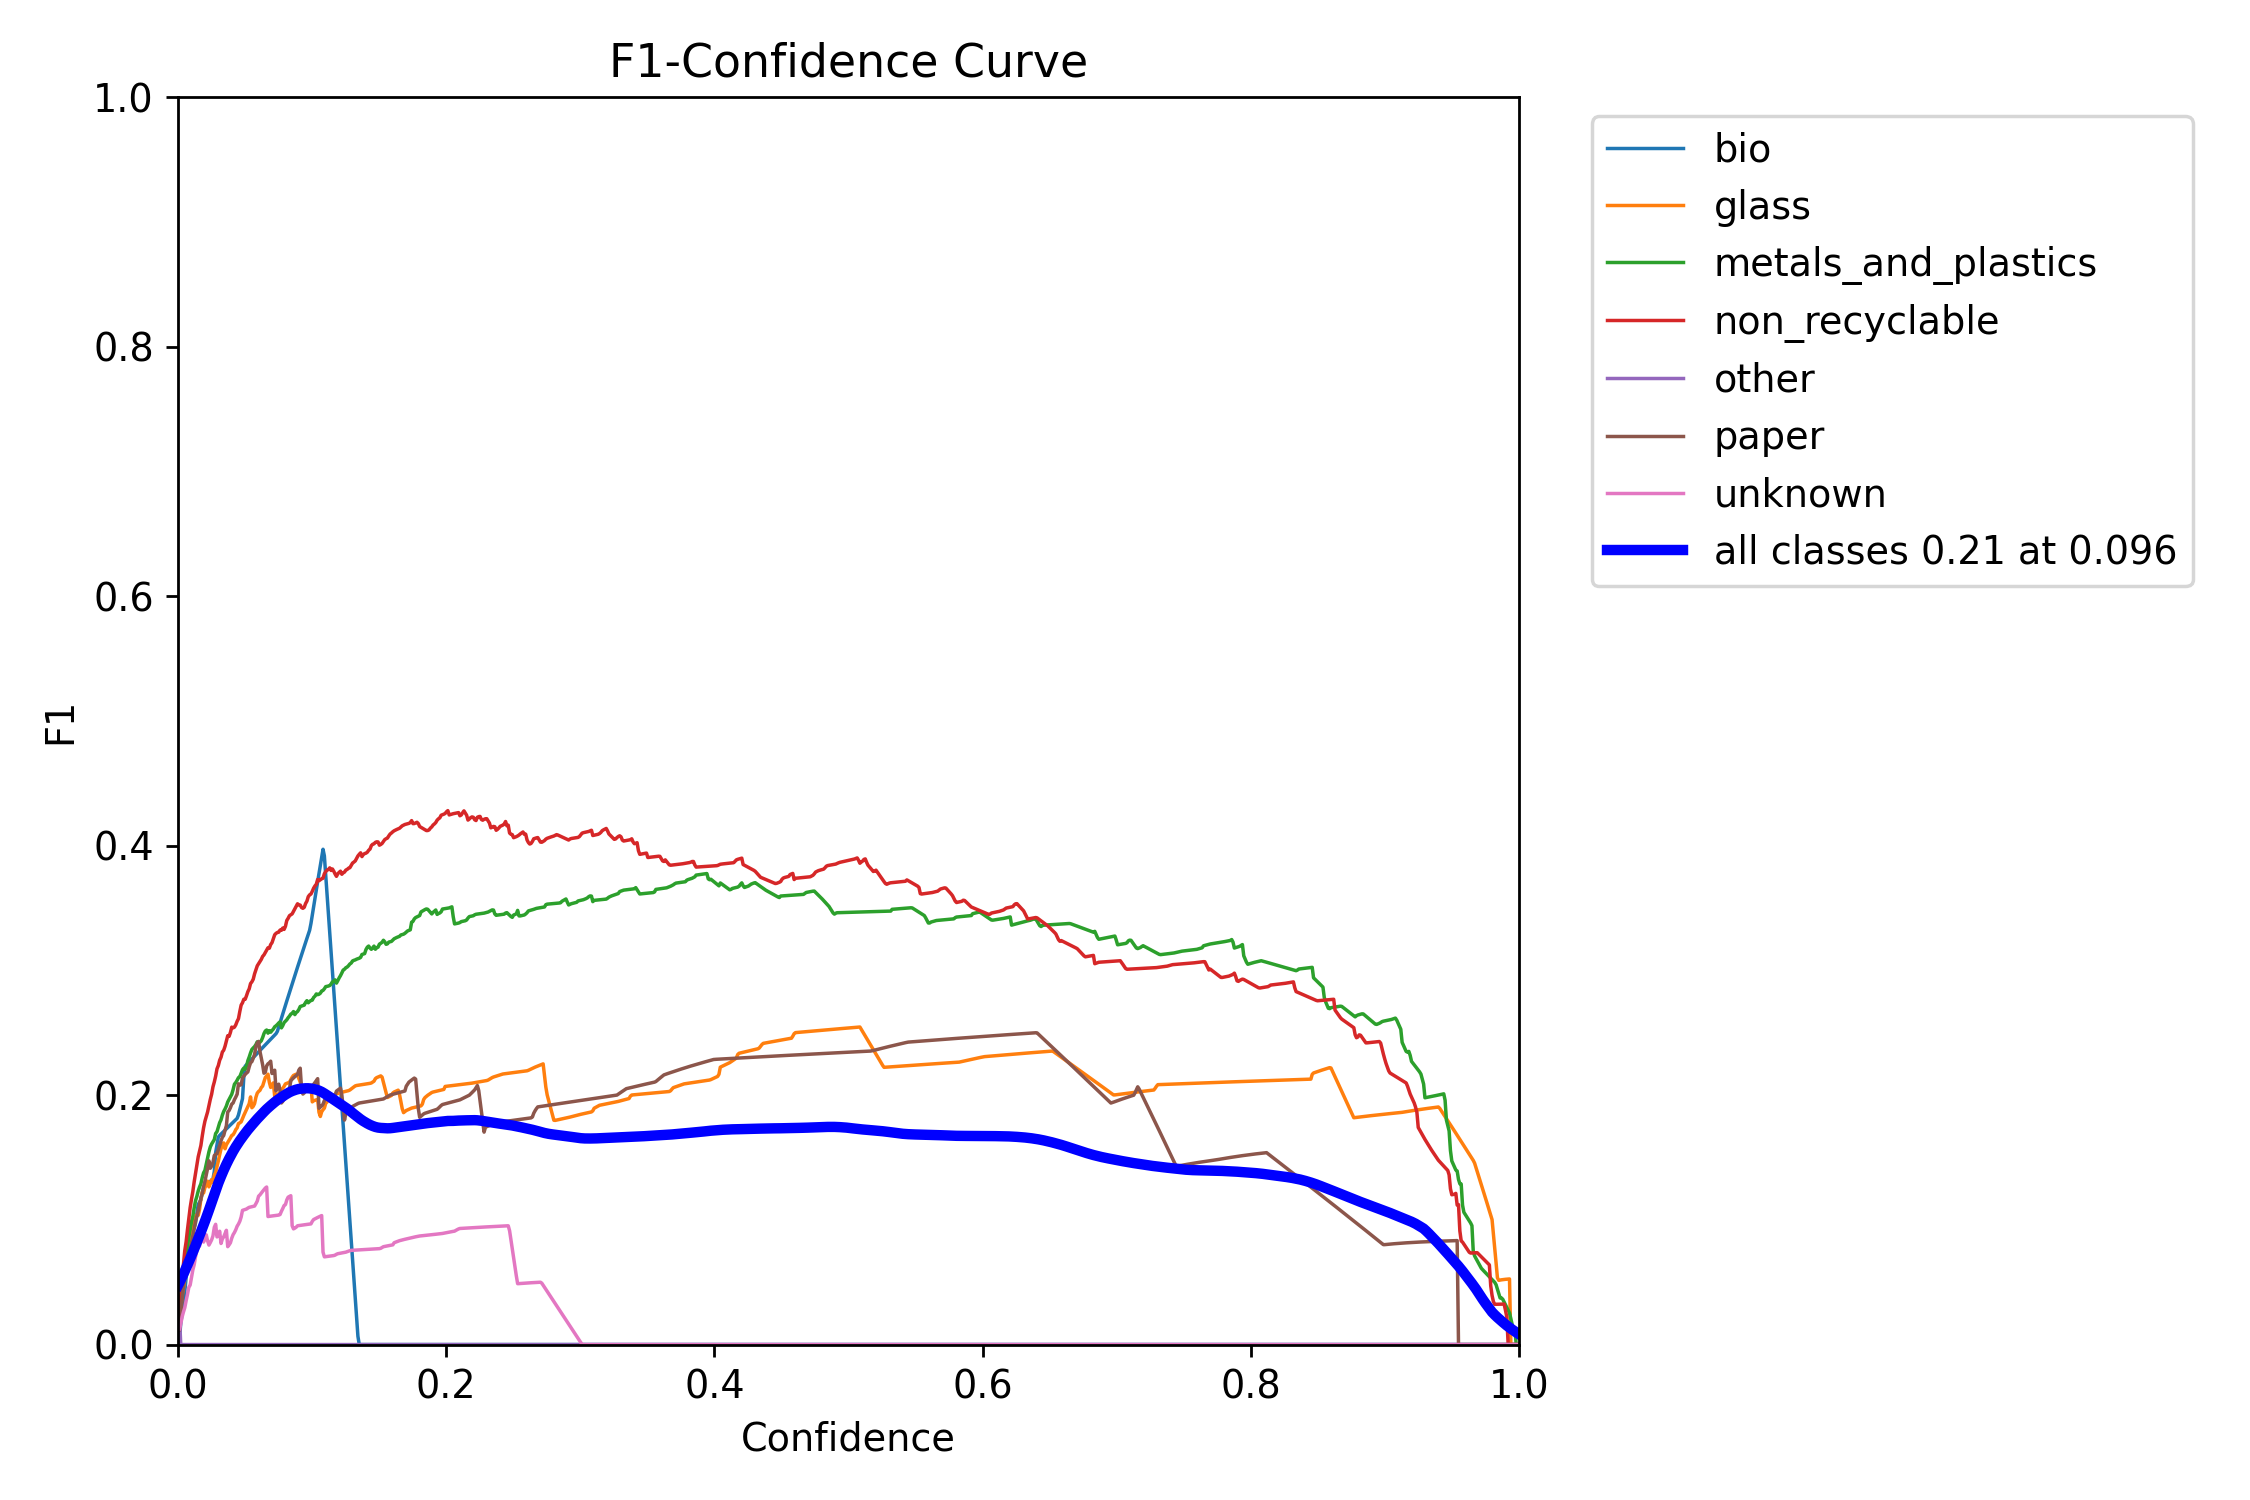 F1-Confidence Curve
1.0
0.8
0.6
0.4
0.2
0.0
F1
0.0 0.2 0.4 0.6 0.8 1.0
Confidence
bio
glass
metals_and_plastics
non_recyclable
other
paper
unknown
all classes 0.21 at 0.096